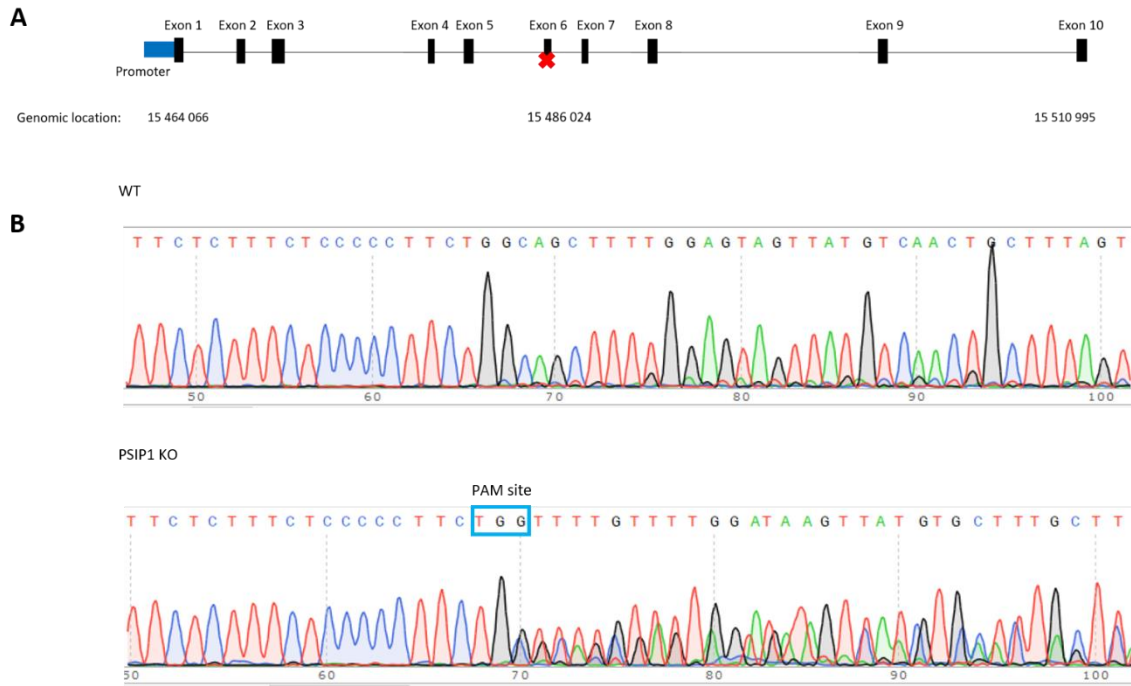 A
Exon 1 Exon 2 Exon 3 Exon 4 Exon 5 Exon 6 Exon 7 Exon 8 Exon 9 Exon 10
Promoter
Genomic location: 15 464 066 15 486 024 15 510 995
WT
B
T T C T C T T T C T C C C C C T T C T G G C A G C T T T T G G A G T A G T T A T G T C A A C T G C T T T A G T
50 60 70 80 90 100
PSIP1 KO
PAM site
T T C T C T T T C T C C C C C T T C T G G T T T T G T T T T G G A T A A G T T A T G T G C T T T G C T T
50 60 70 80 90 100